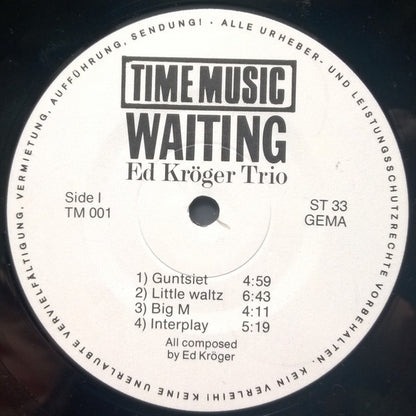 ALLE URHEBER- UND LEISTUNGSSCHUTZRECHTE VORBEHALTEN. KEIN VERLEIH! KEINE UNERLAUBTE VERVIELFÄLTIGUNG, VERMIETUNG, AUFFÜHRUNG, SENDUNG! ·
TIME MUSIC
WAITING
Ed Kröger Trio
Side I
TM 001
ST 33
GEMA
1) Guntsiet 4:59
2) Little waltz 6:43
3) Big M 4:11
4) Interplay 5:19
All composed
by Ed Kröger